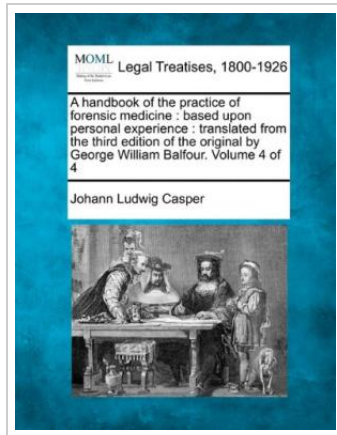 MOML
Legal Treatises, 1800-1926
A handbook of the practice of
forensic medicine : based upon
personal experience : translated from
the third edition of the original by
George William Balfour. Volume 4 of
4
Johann Ludwig Casper